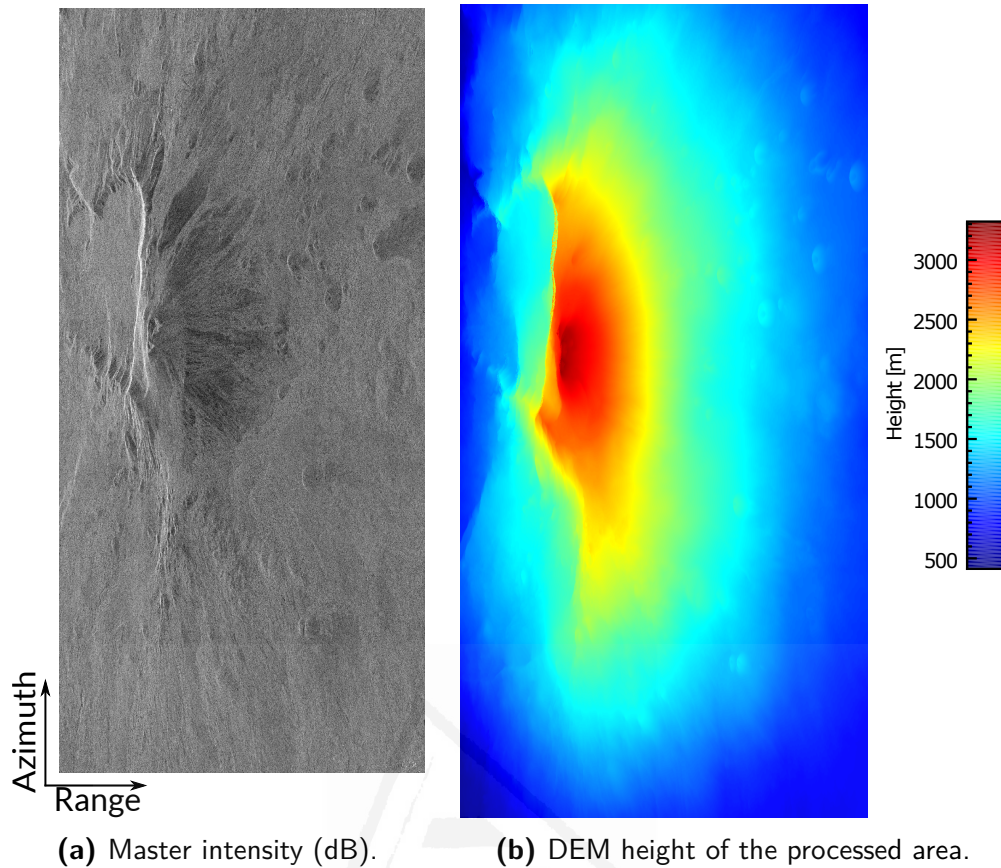 3000
2500
2000
1500
1000
500
Height [m]
Azimuth
Range
(a) Master intensity (dB).
(b) DEM height of the processed area.